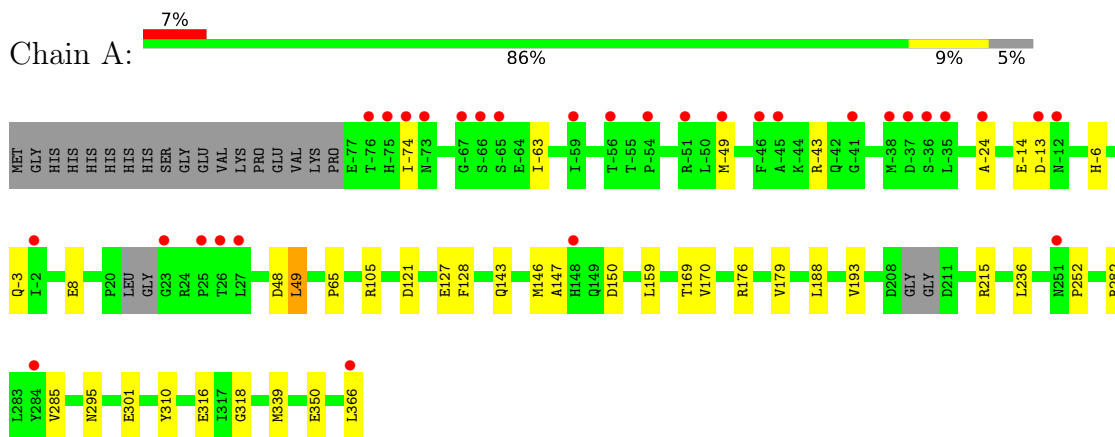 7%
Chain A:
86% 9% 5%
MET GLY HIS HIS HIS HIS HIS HIS SER GLY GLU VAL LYS PRO GLU VAL LYS PRO E-77 T-76 H-75 I-74 N-73 G-67 S-66 S-65 E-64 I-63 I-59 T-56 T-55 P-54 R-51 L-50 M-49 F-46 A-45 K-44 R-43 Q-42 G-41 M-38 D-37 S-36 L-35 A-24 E-14 D-13 N-12 H-6
Q-3 I-2 E8 P20 LEU GLY G23 R24 P25 T26 L27 D48 L49 P65 R105 D121 E127 F128 Q143 M146 A147 H148 Q149 D150 L159 T169 V170 R176 V179 L188 V193 D208 GLY GLY D211 R215 L236 N251 P252
L283 Y284 V285 N295 E301 Y310 E316 I317 G318 M339 E350 L366